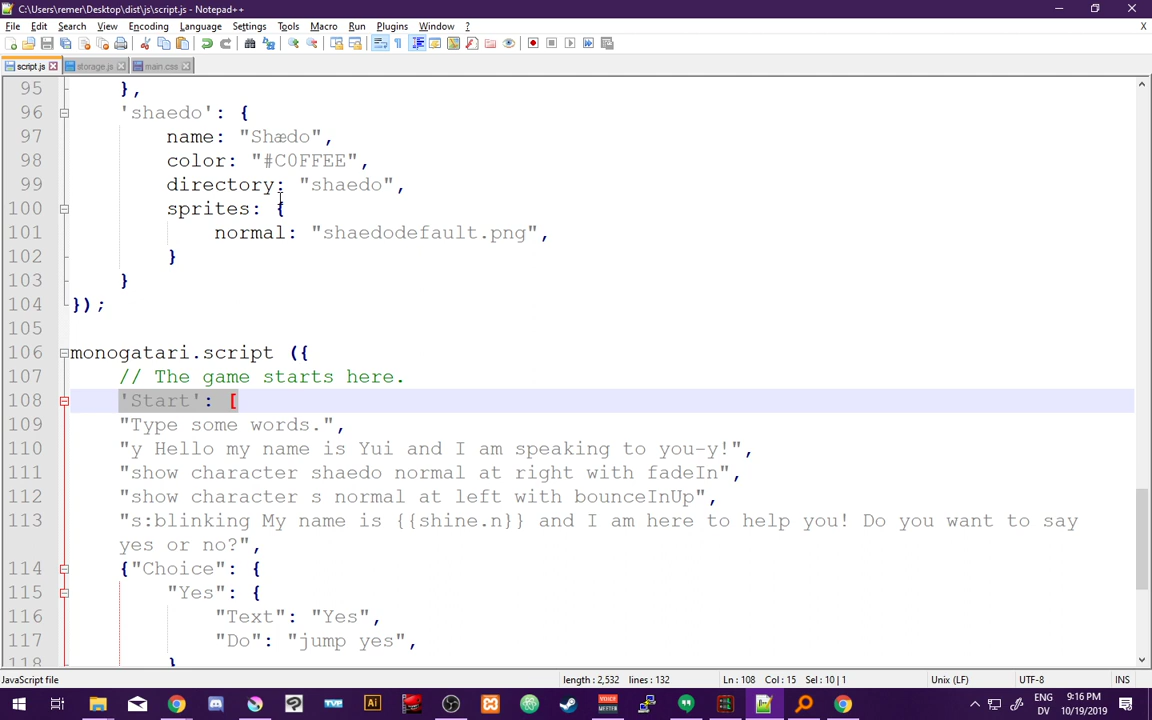 C:\Users\remer\Desktop\dist\js\script.js - Notepad++
File Edit Search View Encoding Language Settings Tools Macro Run Plugins Window ? X
script.js storage.js main.css
95 },
96 'shaedo': {
97 name: "Shædo",
98 color: "#C0FFEE",
99 directory: "shaedo",
100 sprites: {
101 normal: "shaedodefault.png",
102 }
103 }
104 });
105
106 monogatari.script ({
107 // The game starts here.
108 'Start': [
109 "Type some words.",
110 "y Hello my name is Yui and I am speaking to you~y!",
111 "show character shaedo normal at right with fadeIn",
112 "show character s normal at left with bounceInUp",
113 "s:blinking My name is {{shine.n}} and I am here to help you! Do you want to say
yes or no?",
114 {"Choice": {
115 "Yes": {
116 "Text": "Yes",
117 "Do": "jump yes",
118 }
JavaScript file length : 2,532 lines : 132 Ln : 108 Col : 15 Sel : 10 | 1 Unix (LF) UTF-8 INS
ENG 9:16 PM
DV 10/19/2019